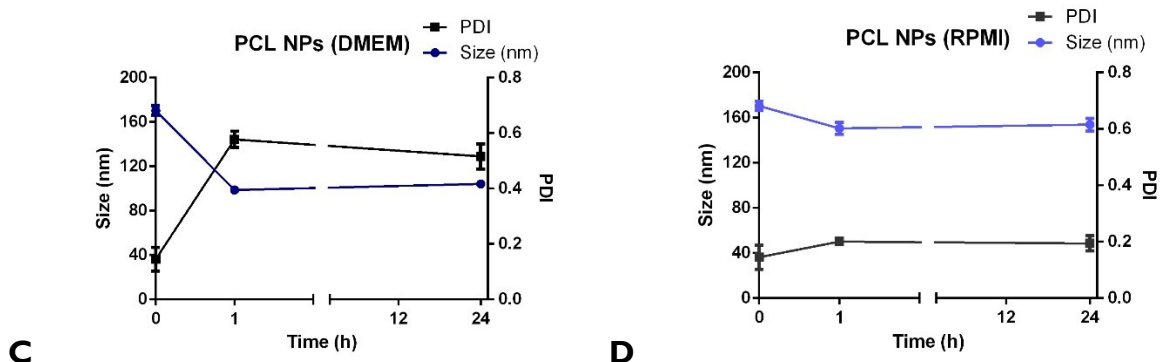 PCL NPs (DMEM)
PDI
Size (nm)
200
160
120
80
40
0
Size (nm)
0.8
0.6
0.4
0.2
0.0
PDI
0
1
12
24
Time (h)
C
PCL NPs (RPMI)
PDI
Size (nm)
200
160
120
80
40
0
Size (nm)
0.8
0.6
0.4
0.2
0.0
PDI
0
1
12
24
Time (h)
D